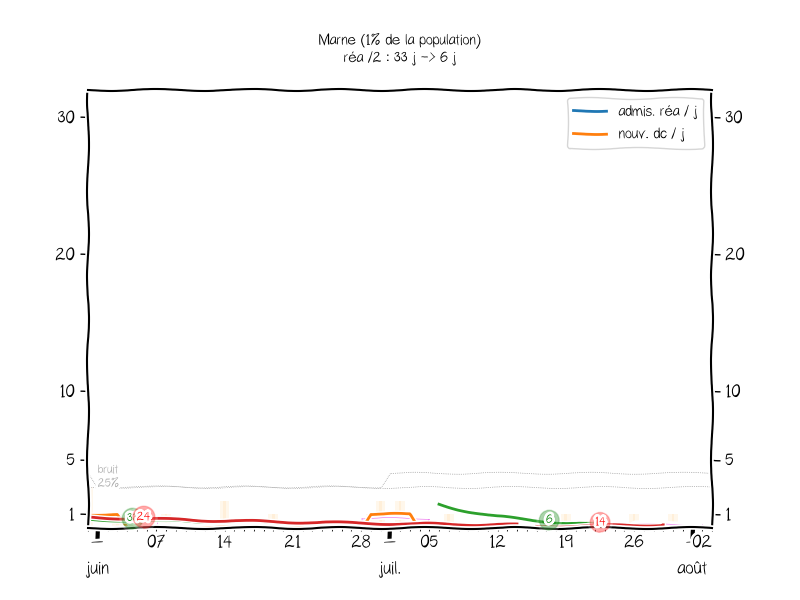 Marne (1% de la population)
réa /2 : 33 j -> 6 j
admis. réa / j
nouv. dc / j
30 30
20 20
10 10
5 5
bruit
25%
1 1
24 6 14
07 14 21 28 05 12 19 26 02
juin juil. août